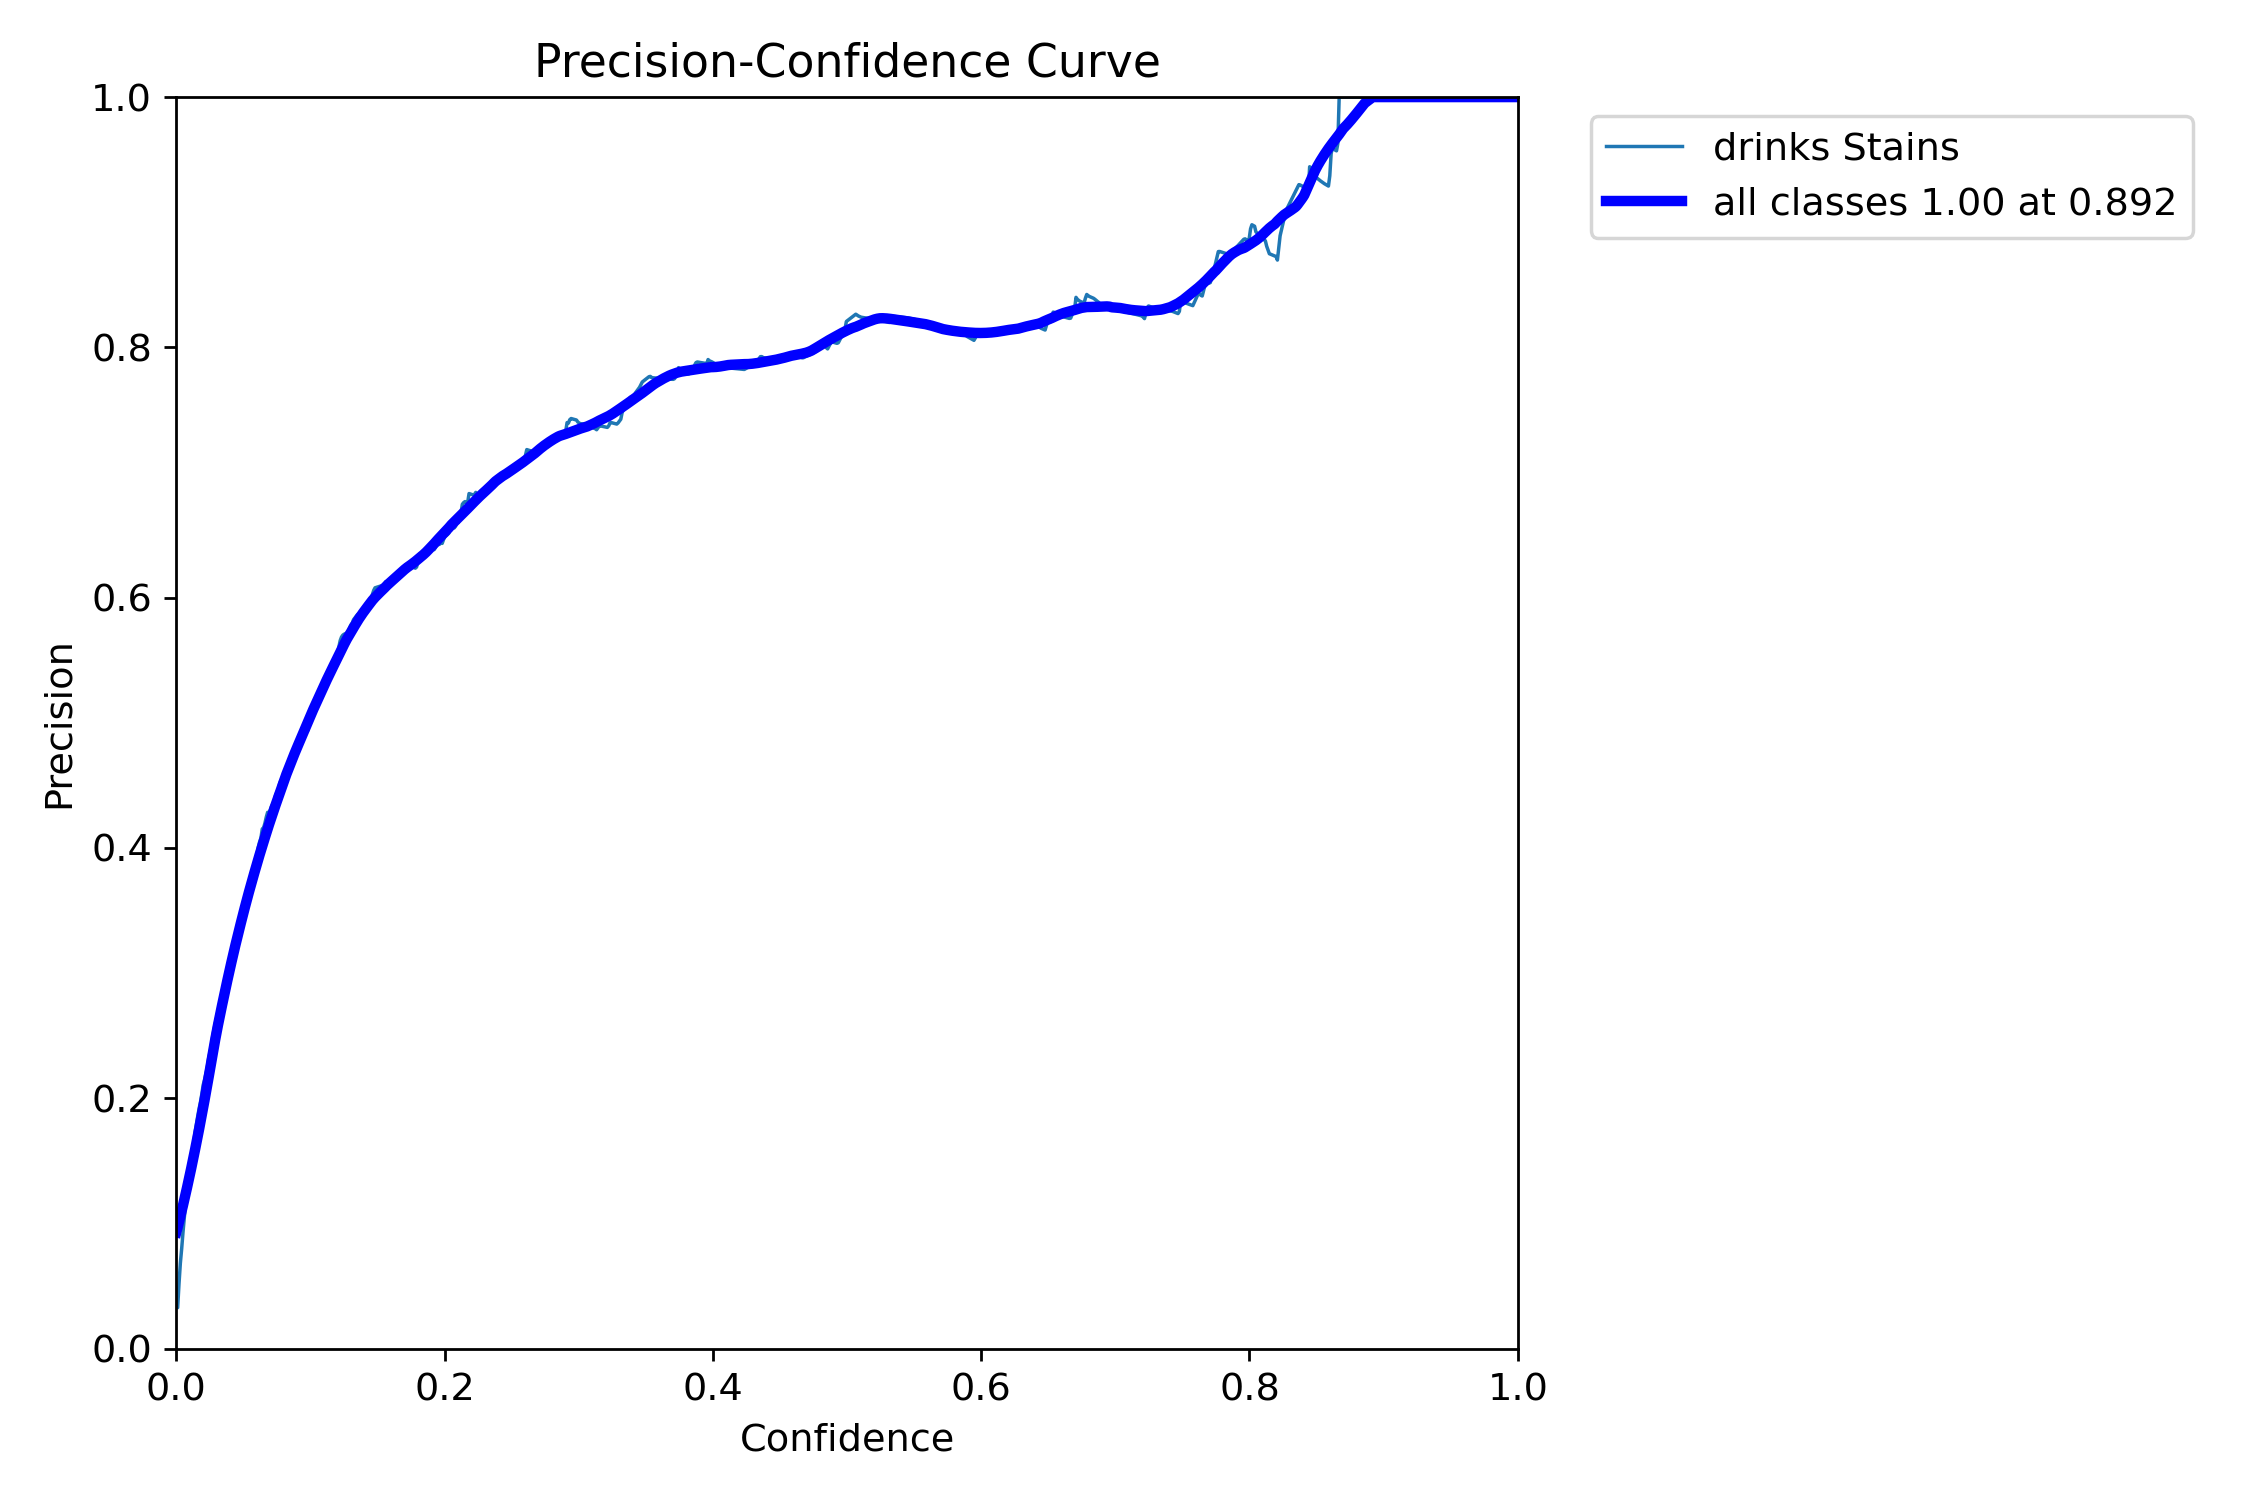 Precision-Confidence Curve
1.0
0.8
0.6
0.4
0.2
0.0
Precision
0.0 0.2 0.4 0.6 0.8 1.0
Confidence
drinks Stains
all classes 1.00 at 0.892